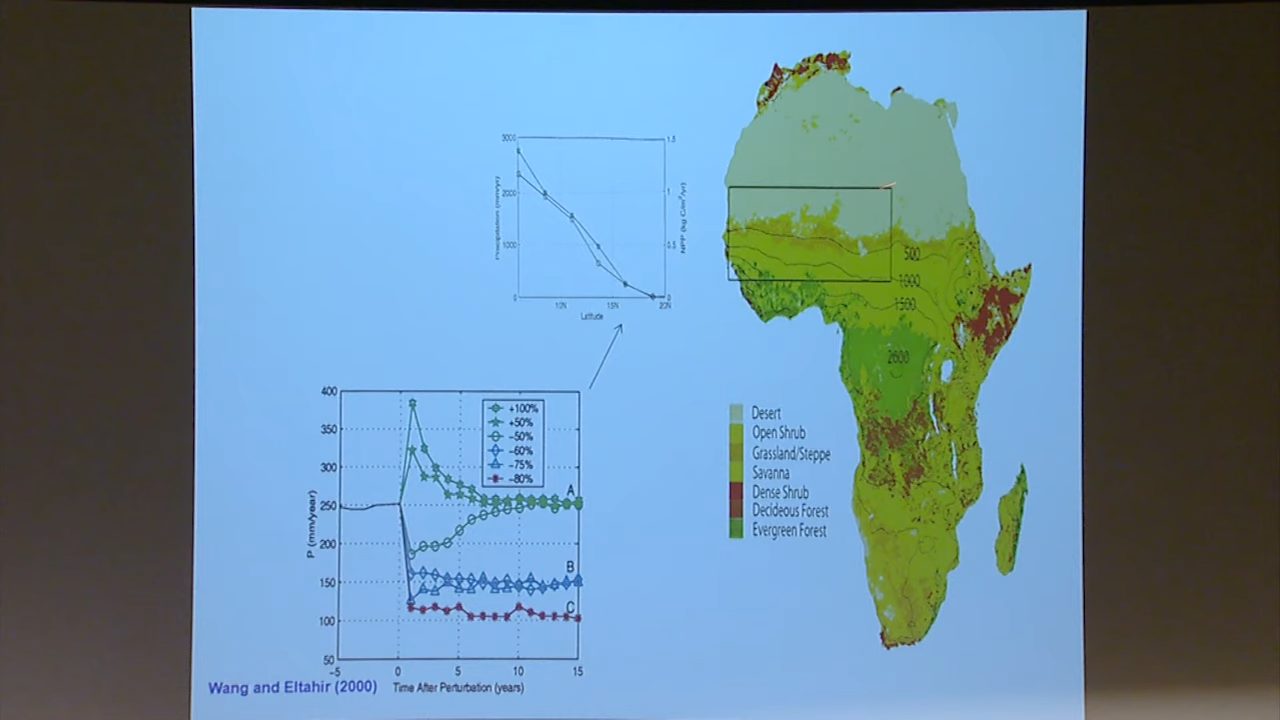 3000
2000
1000
0
Precipitation (mm/yr)
1.5
1
0.5
0
NPP (kg C/m²/yr)
10N
15N
20N
Latitude
500
1000
1500
2000
Desert
Open Shrub
Grassland/Steppe
Savanna
Dense Shrub
Decideous Forest
Evergreen Forest
400
350
300
250
200
150
100
50
P (mm/year)
+100%
+50%
-50%
-60%
-75%
-80%
A
B
C
-5
0
5
10
15
Time After Perturbation (years)
Wang and Eltahir (2000)